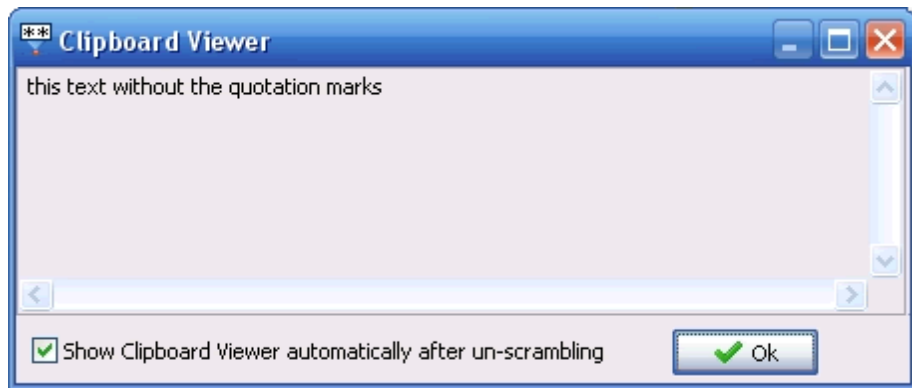 Clipboard Viewer
this text without the quotation marks
Show Clipboard Viewer automatically after un-scrambling
Ok